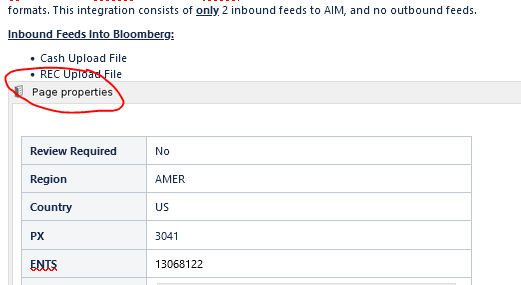 formats. This integration consists of only 2 inbound feeds to AIM, and no outbound feeds.
Inbound Feeds Into Bloomberg:
• Cash Upload File
• REC Upload File
Page properties
Review Required No
Region AMER
Country US
PX 3041
ENTS 13068122